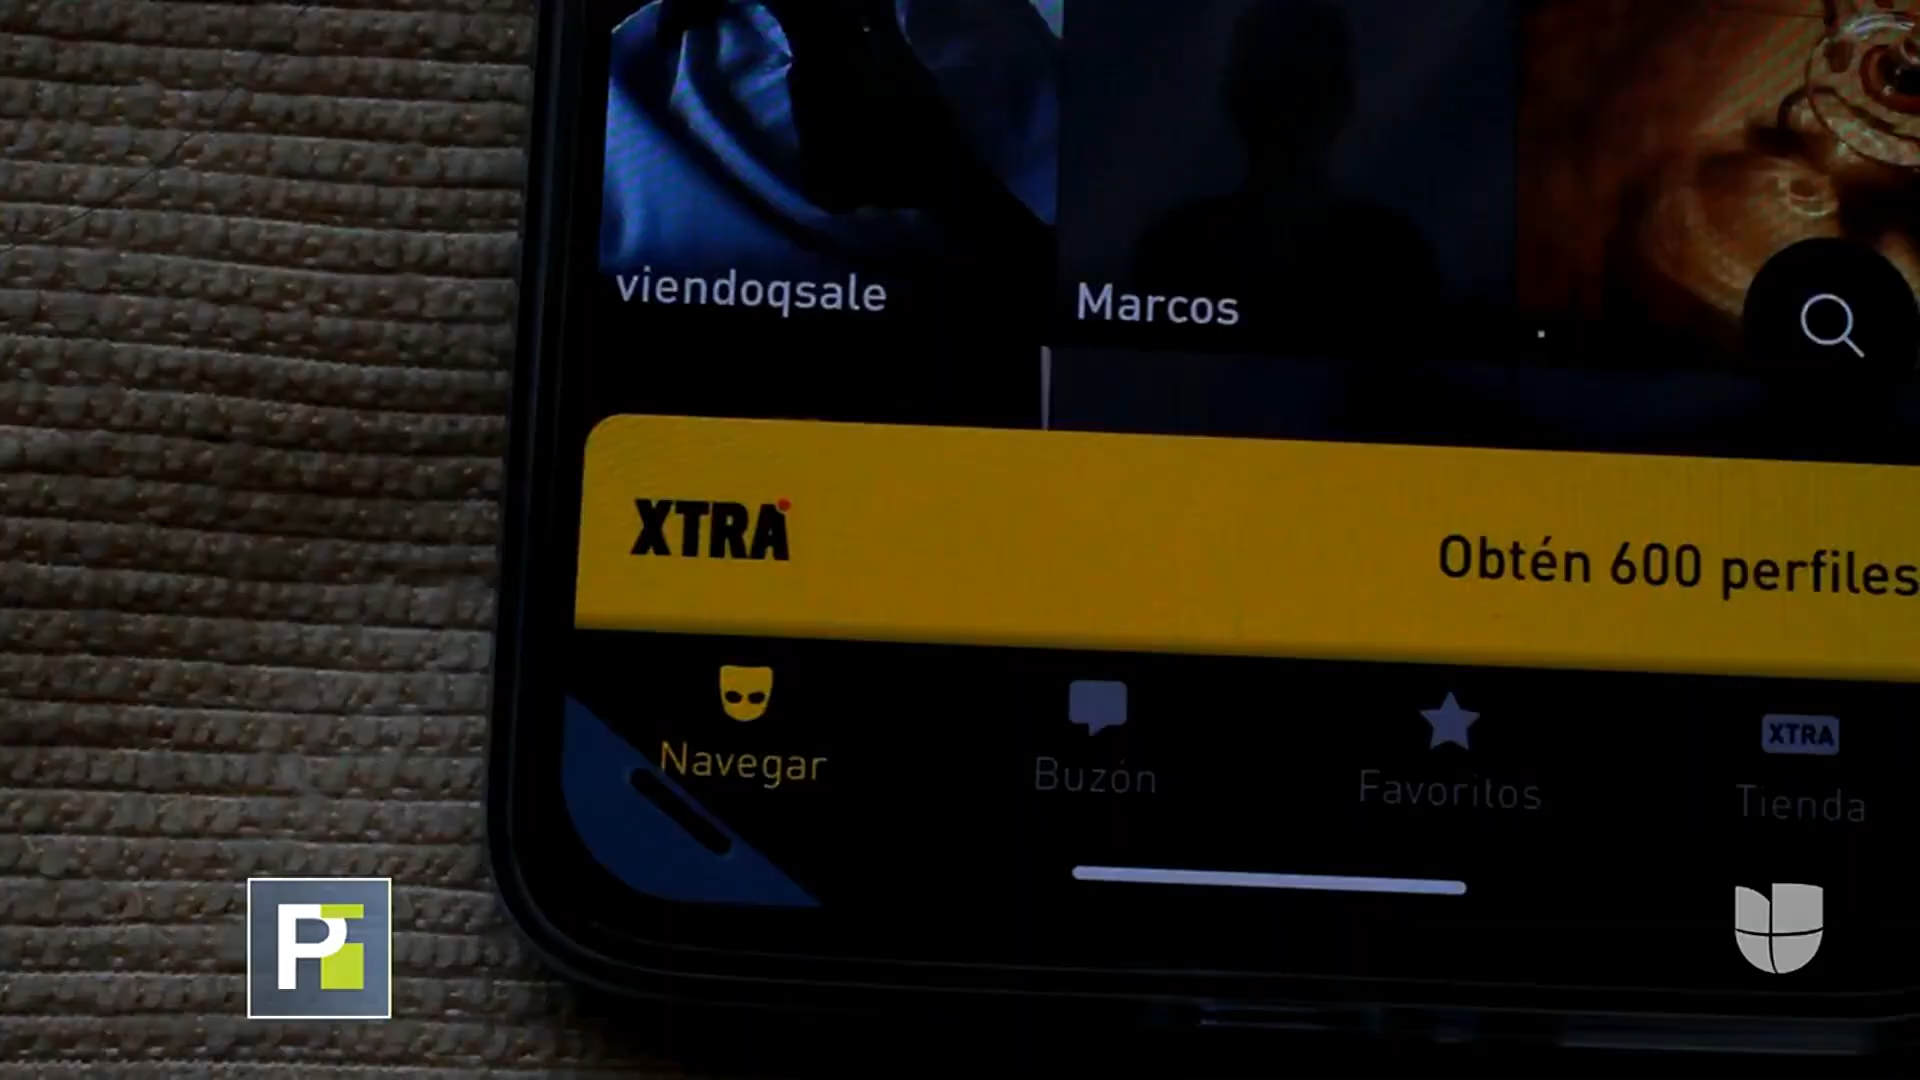 viendoqsale
Marcos
XTRA
Obtén 600 perfiles
Navegar
Buzón
Favoritos
XTRA
Tienda
P